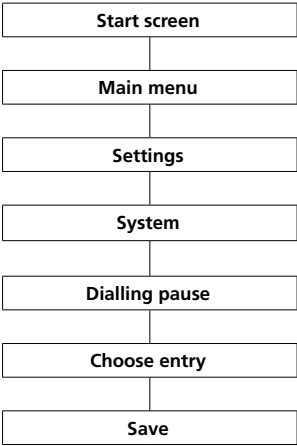 Start screen
Main menu
Settings
System
Dialling pause
Choose entry
Save